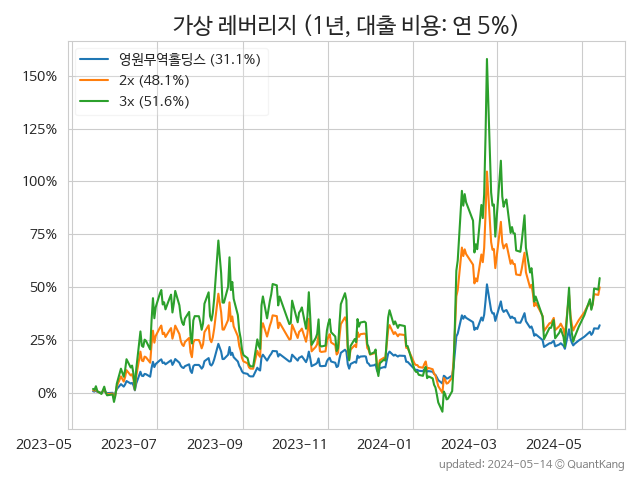 가상 레버리지 (1년, 대출 비용: 연 5%)
영원무역홀딩스 (31.1%)
2x (48.1%)
3x (51.6%)
150%
125%
100%
75%
50%
25%
0%
2023-05 2023-07 2023-09 2023-11 2024-01 2024-03 2024-05
updated: 2024-05-14 © QuantKang